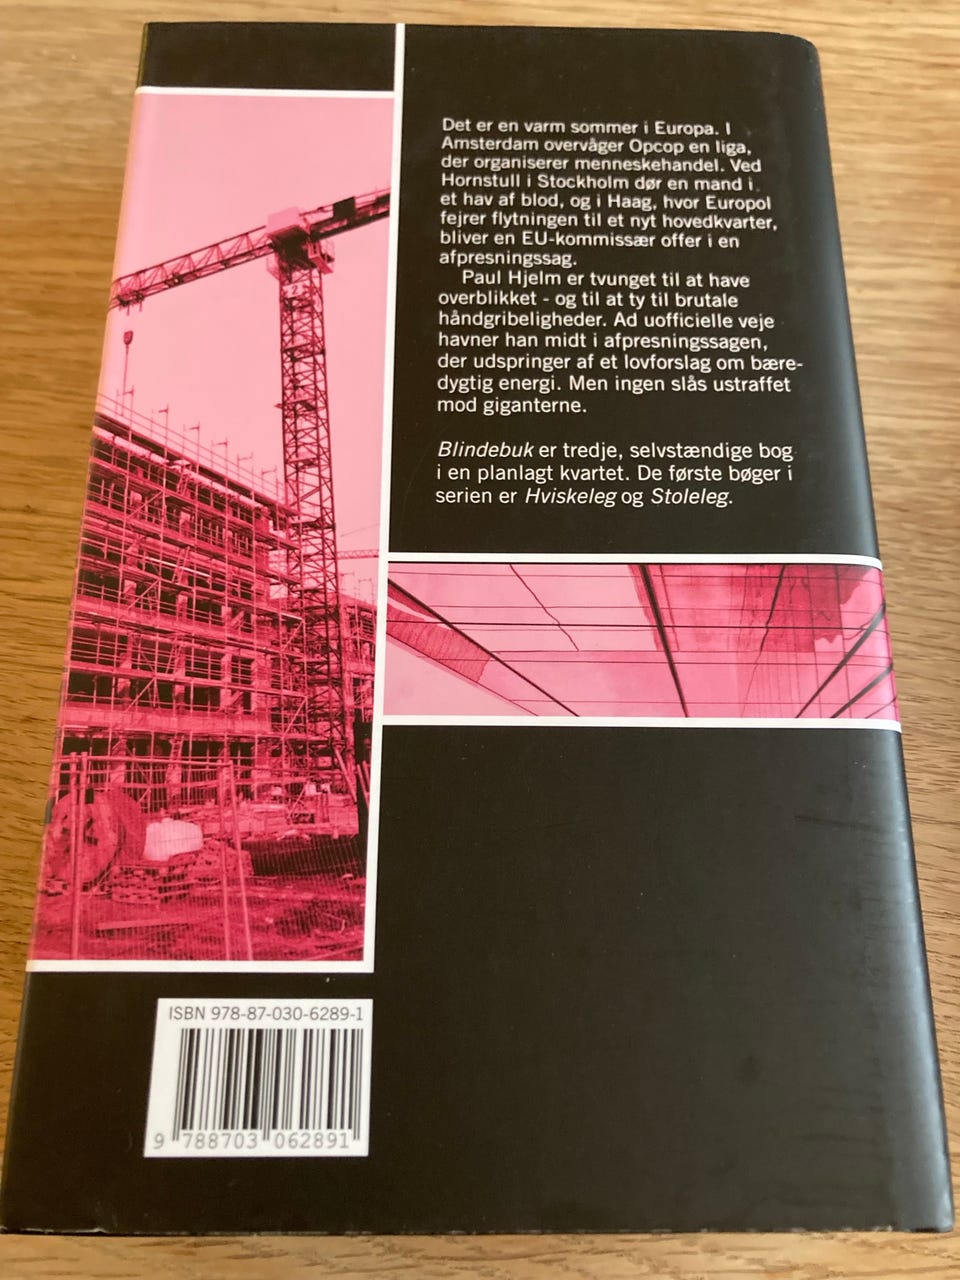 Det er en varm sommer i Europa. I
Amsterdam overvåger Opcop en liga,
der organiserer menneskehandel. Ved
Hornstull i Stockholm dør en mand i
et hav af blod, og i Haag, hvor Europol
fejrer flytningen til et nyt hovedkvarter,
bliver en EU-kommissær offer i en
afpresningssag.
Paul Hjelm er tvunget til at have
overblikket - og til at ty til brutale
håndgribeligheder. Ad uofficielle veje
havner han midt i afpresningssagen,
der udspringer af et lovforslag om bære-
dygtig energi. Men ingen slås ustraffet
mod giganterne.
Blindebuk er tredje, selvstændige bog
i en planlagt kvartet. De første bøger i
serien er Hviskeleg og Stoleleg.
ISBN 978-87-030-6289-1
9 788703 062891